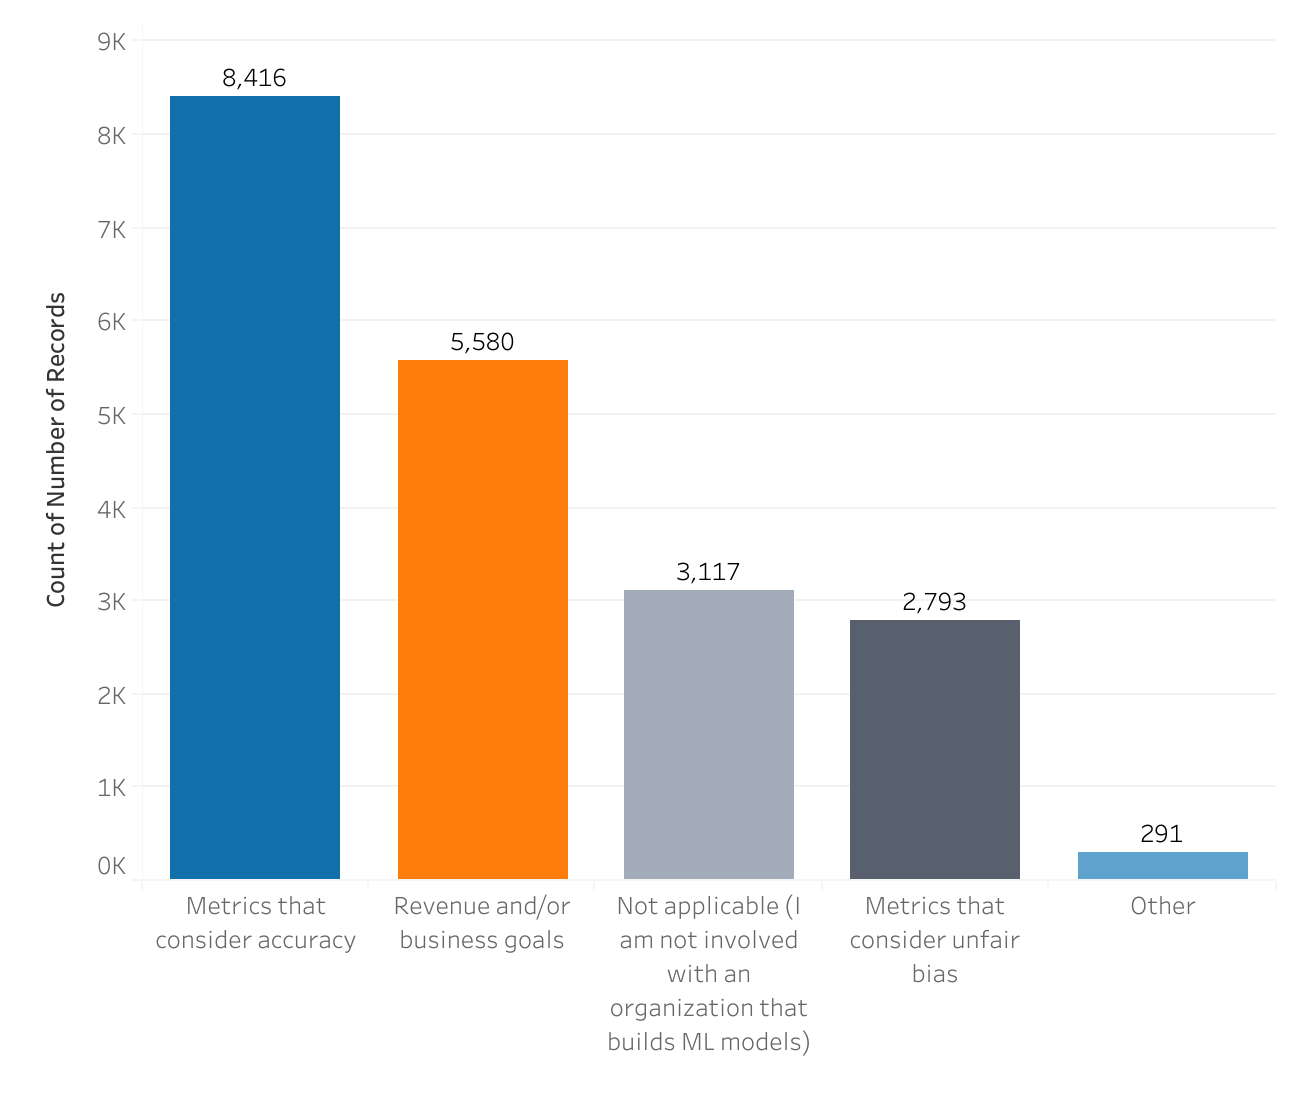 9K
8,416
8K
7K
6K
5,580
5K
4K
3,117
3K
2,793
2K
1K
291
0K
Count of Number of Records
Metrics that
consider accuracy
Revenue and/or
business goals
Not applicable (I
am not involved
with an
organization that
builds ML models)
Metrics that
consider unfair
bias
Other